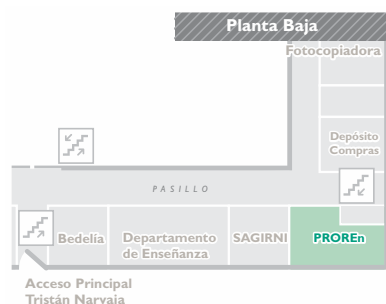 Planta Baja
Fotocopiadora
Depósito
Compras
PASILLO
Bedelía
Departamento
de Enseñanza
SAGIRNI
PROREn
Acceso Principal
Tristán Narvaja